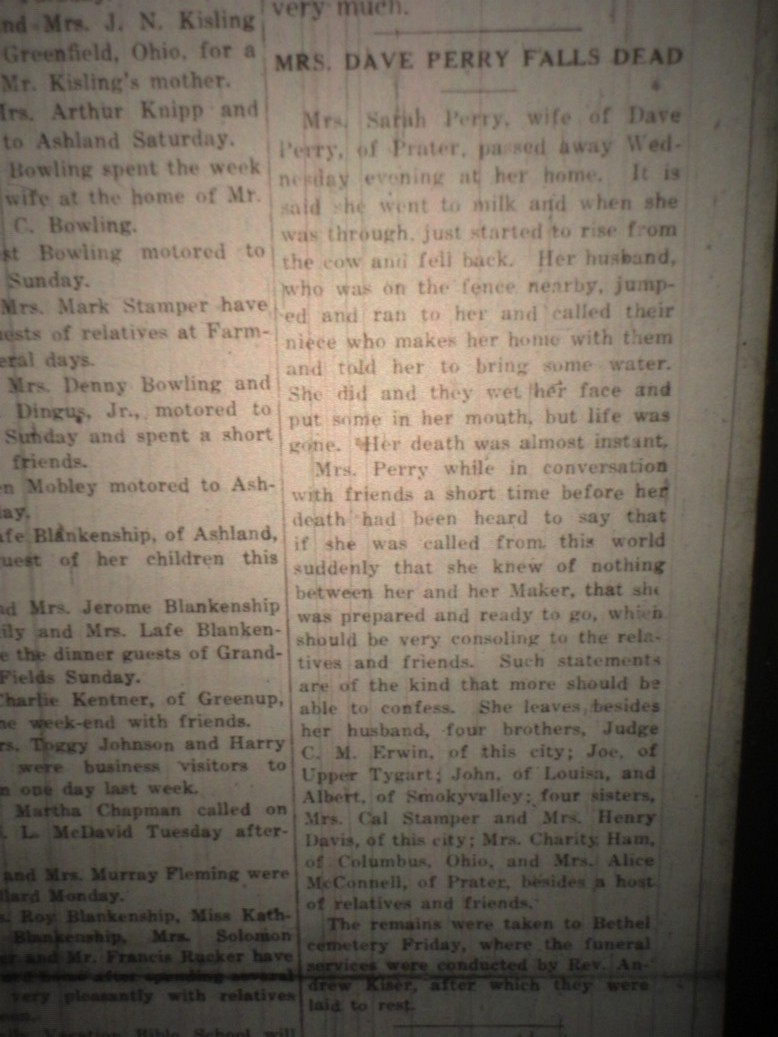 nd Mrs. J. N. Kisling
Greenfield, Ohio, for a
Mr. Kisling's mother.
Mrs. Arthur Knipp and
to Ashland Saturday.
Bowling spent the week
wife at the home of Mr.
C. Bowling.
st Bowling motored to
Sunday.
Mrs. Mark Stamper have
uests of relatives at Farm-
eral days.
Mrs. Denny Bowling and
Dingus, Jr., motored to
Sunday and spent a short
friends.
n Mobley motored to Ash-
ay.
afe Blankenship, of Ashland,
uest of her children this
nd Mrs. Jerome Blankenship
ily and Mrs. Lafe Blanken-
e the dinner guests of Grand-
Fields Sunday.
Charlie Kentner, of Greenup,
he week-end with friends.
rs. Toggy Johnson and Harry
were business visitors to
n one day last week.
Martha Chapman called on
. L. McDavid Tuesday after-
and Mrs. Murray Fleming were
llard Monday.
s. Roy Blankenship, Miss Kath-
Blankenship, Mrs. Solomon
er and Mr. Francis Rucker have
home after spending several
very pleasantly with relatives
Vacation Bible School will
very much.
MRS. DAVE PERRY FALLS DEAD
Mrs. Sarah Perry, wife of Dave
Perry, of Prater, passed away Wed-
nesday evening at her home. It is
said she went to milk and when she
was through, just started to rise from
the cow and fell back. Her husband,
who was on the fence nearby, jump-
ed and ran to her and called their
niece who makes her home with them
and told her to bring some water.
She did and they wet her face and
put some in her mouth, but life was
gone. Her death was almost instant.
Mrs. Perry while in conversation
with friends a short time before her
death had been heard to say that
if she was called from this world
suddenly that she knew of nothing
between her and her Maker, that she
was prepared and ready to go, which
should be very consoling to the rela-
tives and friends. Such statements
are of the kind that more should be
able to confess. She leaves, besides
her husband, four brothers, Judge
C. M. Erwin, of this city; Joe, of
Upper Tygart; John, of Louisa, and
Albert, of Smokyvalley; four sisters,
Mrs. Cal Stamper and Mrs. Henry
Davis, of this city; Mrs. Charity Ham,
of Columbus, Ohio, and Mrs. Alice
McConnell, of Prater, besides a host
of relatives and friends.
The remains were taken to Bethel
cemetery Friday, where the funeral
services were conducted by Rev. An-
drew Kiser, after which they were
laid to rest.